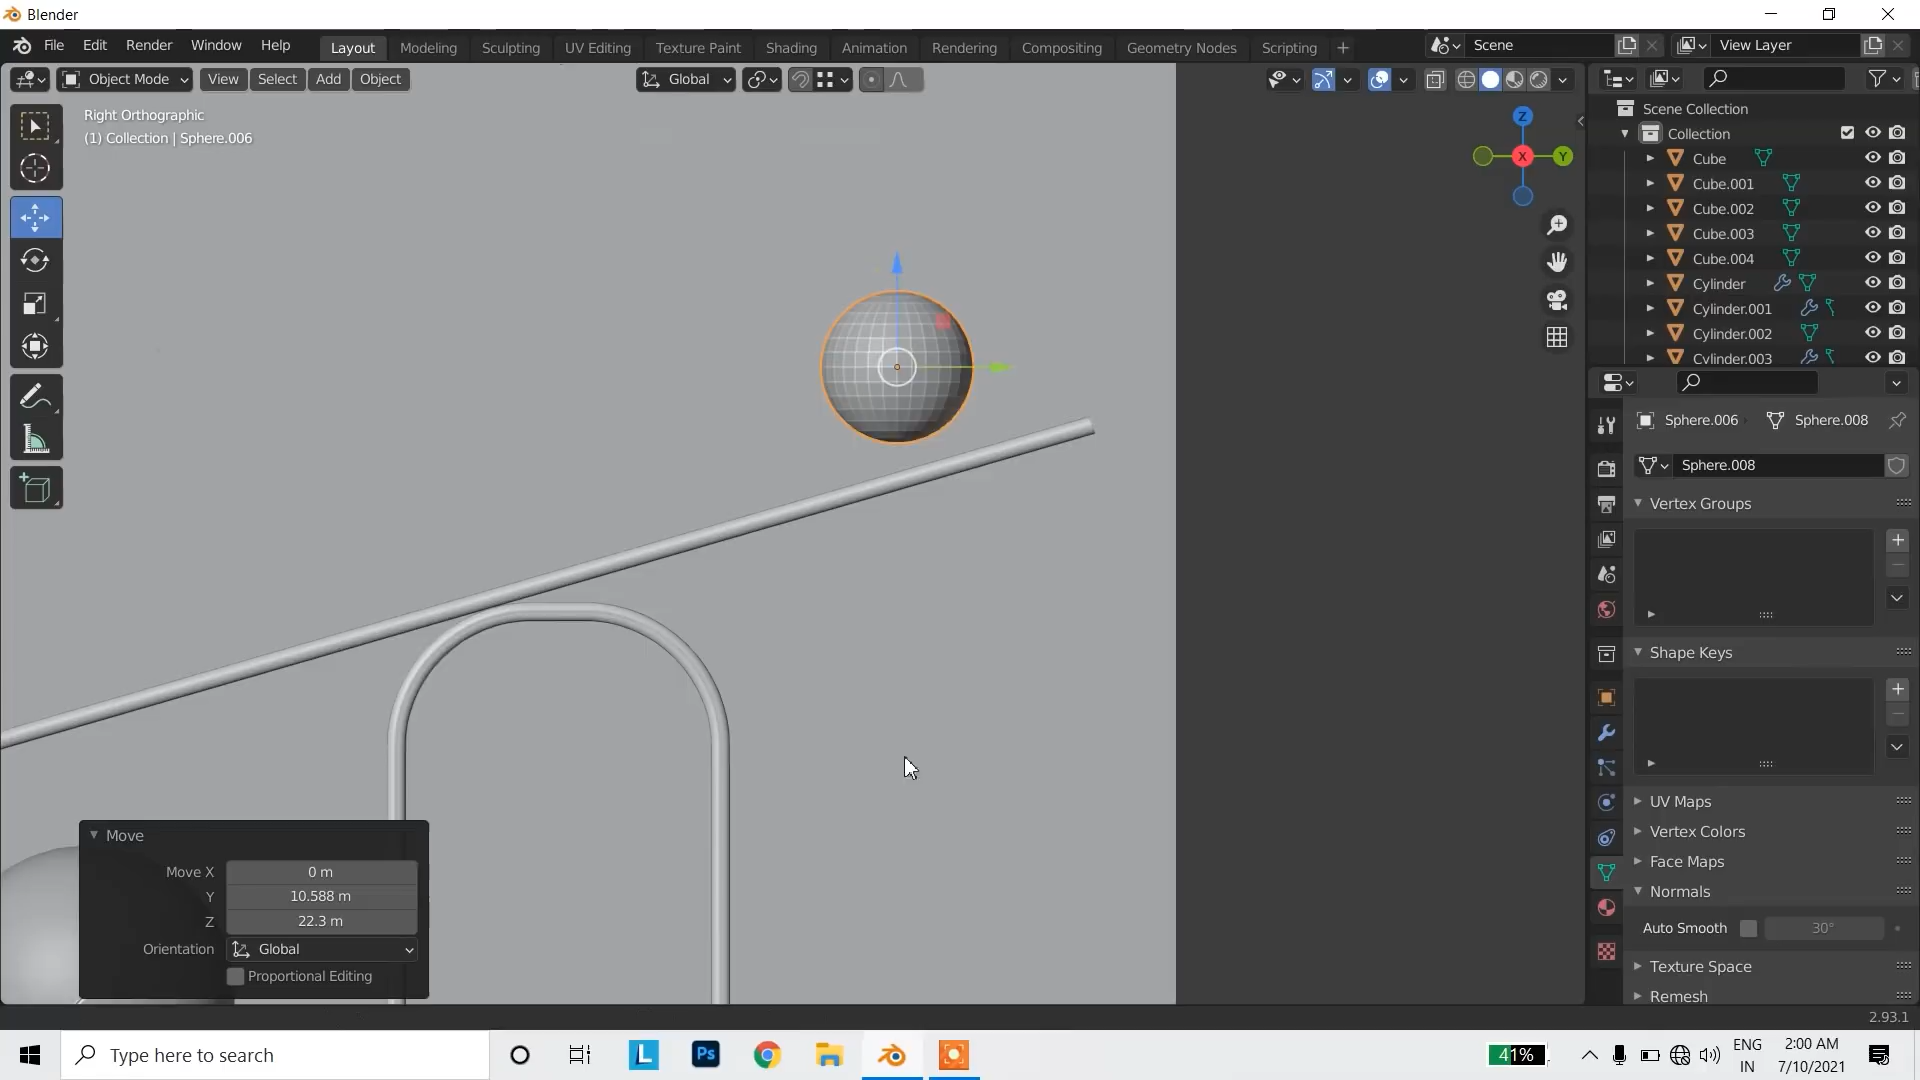 Blender
File Edit Render Window Help
Layout Modeling Sculpting UV Editing Texture Paint Shading Animation Rendering Compositing Geometry Nodes Scripting +
Scene
View Layer
Object Mode View Select Add Object
Global
Right Orthographic
(1) Collection | Sphere.006
Z
X
Y
Scene Collection
Collection
Cube
Cube.001
Cube.002
Cube.003
Cube.004
Cylinder
Cylinder.001
Cylinder.002
Cylinder.003
Sphere.006 Sphere.008
Sphere.008
Vertex Groups
Shape Keys
UV Maps
Vertex Colors
Face Maps
Normals
Auto Smooth 30°
Texture Space
Remesh
Move
Move X 0 m
Y 10.588 m
Z 22.3 m
Orientation Global
Proportional Editing
2.93.1
Type here to search
L
Ps
41%
ENG
IN
2:00 AM
7/10/2021